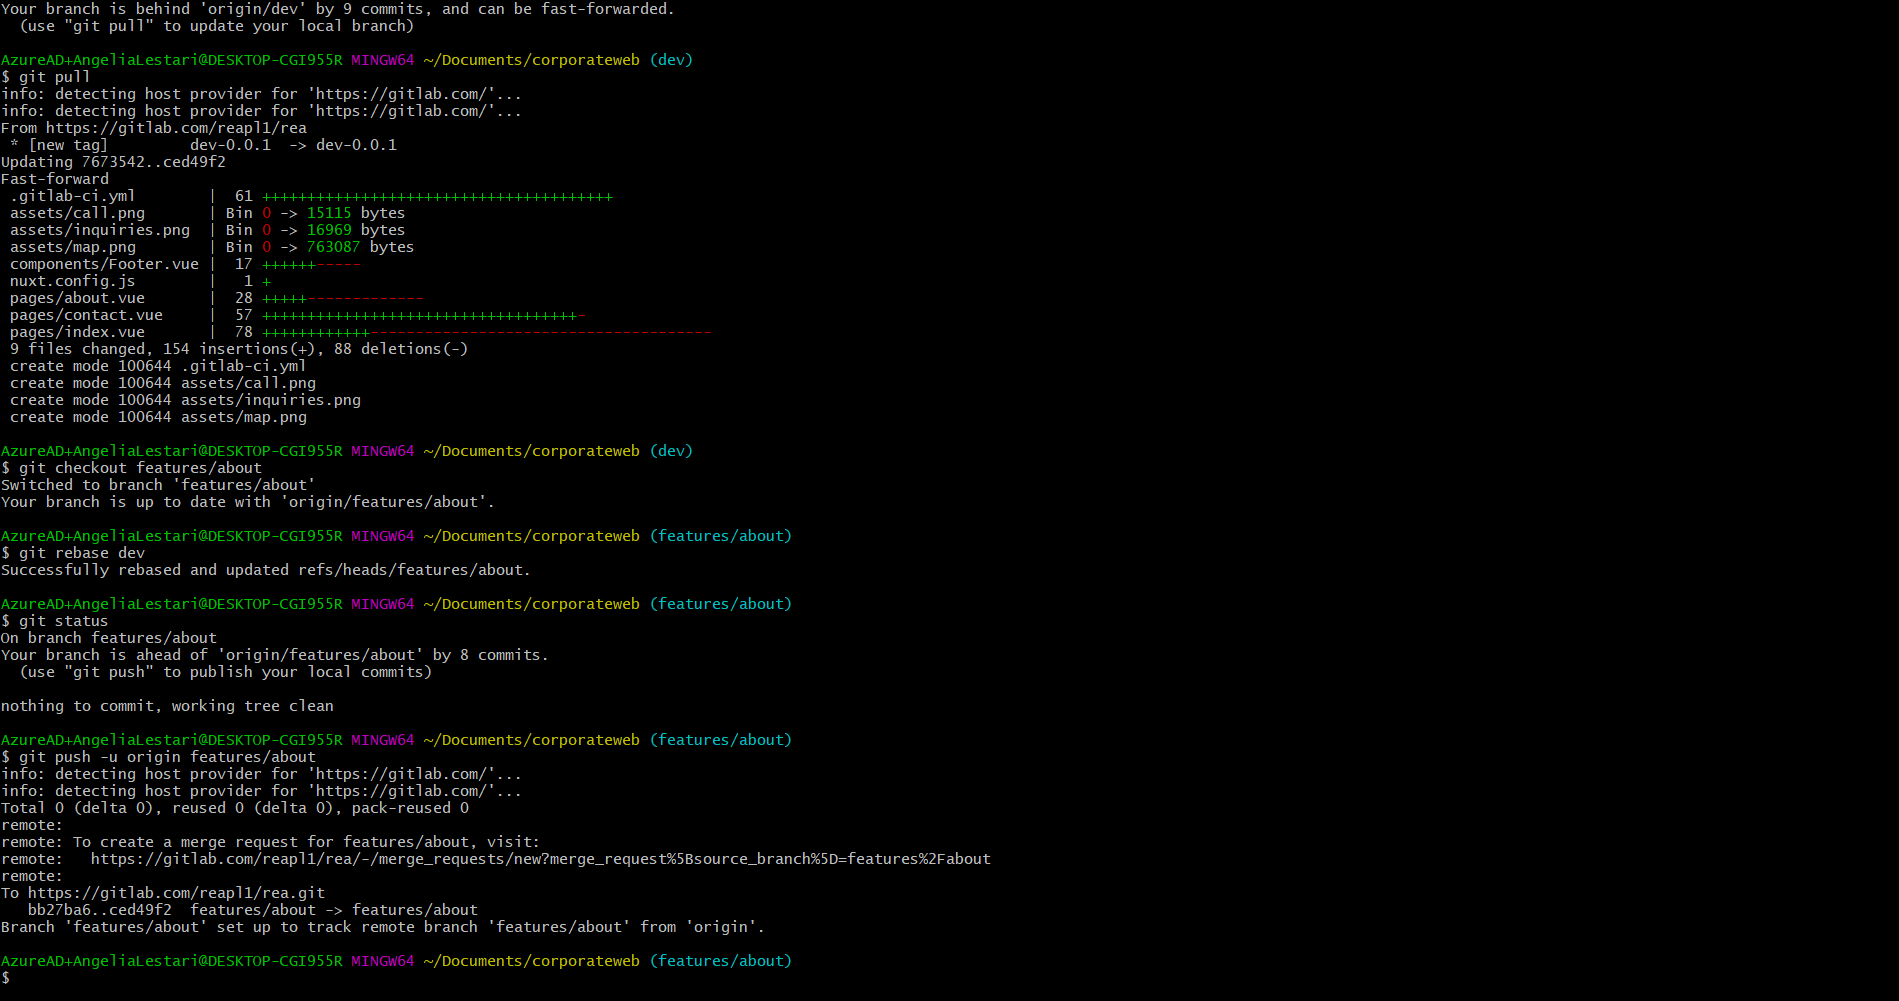 Your branch is behind 'origin/dev' by 9 commits, and can be fast-forwarded.
  (use "git pull" to update your local branch)

AzureAD+AngeliaLestari@DESKTOP-CGI955R MINGW64 ~/Documents/corporateweb (dev)
$ git pull
info: detecting host provider for 'https://gitlab.com/'...
info: detecting host provider for 'https://gitlab.com/'...
From https://gitlab.com/reapl1/rea
 * [new tag]         dev-0.0.1  -> dev-0.0.1
Updating 7673542..ced49f2
Fast-forward
 .gitlab-ci.yml        |  61 +++++++++++++++++++++++++++++++++++++++
 assets/call.png       | Bin 0 -> 15115 bytes
 assets/inquiries.png  | Bin 0 -> 16969 bytes
 assets/map.png        | Bin 0 -> 763087 bytes
 components/Footer.vue |  17 ++++++-----
 nuxt.config.js        |   1 +
 pages/about.vue       |  28 +++++-------------
 pages/contact.vue     |  57 +++++++++++++++++++++++++++++++++++-
 pages/index.vue       |  78 ++++++++++++--------------------------------------
 9 files changed, 154 insertions(+), 88 deletions(-)
 create mode 100644 .gitlab-ci.yml
 create mode 100644 assets/call.png
 create mode 100644 assets/inquiries.png
 create mode 100644 assets/map.png

AzureAD+AngeliaLestari@DESKTOP-CGI955R MINGW64 ~/Documents/corporateweb (dev)
$ git checkout features/about
Switched to branch 'features/about'
Your branch is up to date with 'origin/features/about'.

AzureAD+AngeliaLestari@DESKTOP-CGI955R MINGW64 ~/Documents/corporateweb (features/about)
$ git rebase dev
Successfully rebased and updated refs/heads/features/about.

AzureAD+AngeliaLestari@DESKTOP-CGI955R MINGW64 ~/Documents/corporateweb (features/about)
$ git status
On branch features/about
Your branch is ahead of 'origin/features/about' by 8 commits.
  (use "git push" to publish your local commits)

nothing to commit, working tree clean

AzureAD+AngeliaLestari@DESKTOP-CGI955R MINGW64 ~/Documents/corporateweb (features/about)
$ git push -u origin features/about
info: detecting host provider for 'https://gitlab.com/'...
info: detecting host provider for 'https://gitlab.com/'...
Total 0 (delta 0), reused 0 (delta 0), pack-reused 0
remote:
remote: To create a merge request for features/about, visit:
remote:   https://gitlab.com/reapl1/rea/-/merge_requests/new?merge_request%5Bsource_branch%5D=features%2Fabout
remote:
To https://gitlab.com/reapl1/rea.git
   bb27ba6..ced49f2  features/about -> features/about
Branch 'features/about' set up to track remote branch 'features/about' from 'origin'.

AzureAD+AngeliaLestari@DESKTOP-CGI955R MINGW64 ~/Documents/corporateweb (features/about)
$